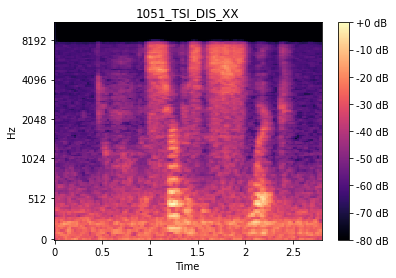 1051_TSI_DIS_XX
Hz
8192
4096
2048
1024
512
0
0
0.5
1
1.5
2
2.5
Time
+0 dB
-10 dB
-20 dB
-30 dB
-40 dB
-50 dB
-60 dB
-70 dB
-80 dB